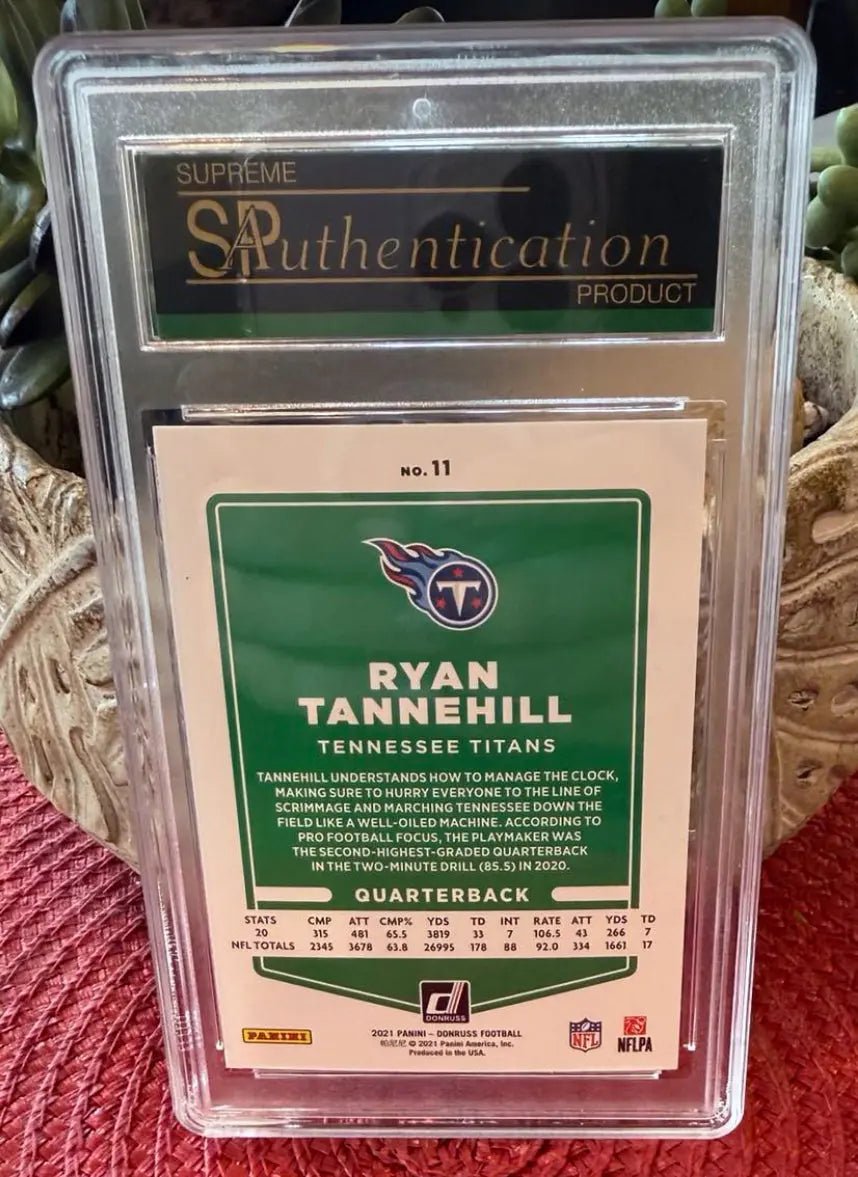 SUPREME
SPAuthentication
PRODUCT
NO. 11
T
RYAN
TANNEHILL
TENNESSEE TITANS
TANNEHILL UNDERSTANDS HOW TO MANAGE THE CLOCK,
MAKING SURE TO HURRY EVERYONE TO THE LINE OF
SCRIMMAGE AND MARCHING TENNESSEE DOWN THE
FIELD LIKE A WELL-OILED MACHINE. ACCORDING TO
PRO FOOTBALL FOCUS, THE PLAYMAKER WAS
THE SECOND-HIGHEST-GRADED QUARTERBACK
IN THE TWO-MINUTE DRILL (85.5) IN 2020.
QUARTERBACK
STATS CMP ATT CMP% YDS TD INT RATE ATT YDS TD
20 315 481 65.5 3819 33 7 106.5 43 266 7
NFL TOTALS 2345 3678 63.8 26995 178 88 92.0 334 1661 17
d
DONRUSS
PANINI
2021 PANINI – DONRUSS FOOTBALL
帕尼尼 © 2021 Panini America, Inc.
Produced in the USA.
NFL
NFLPA